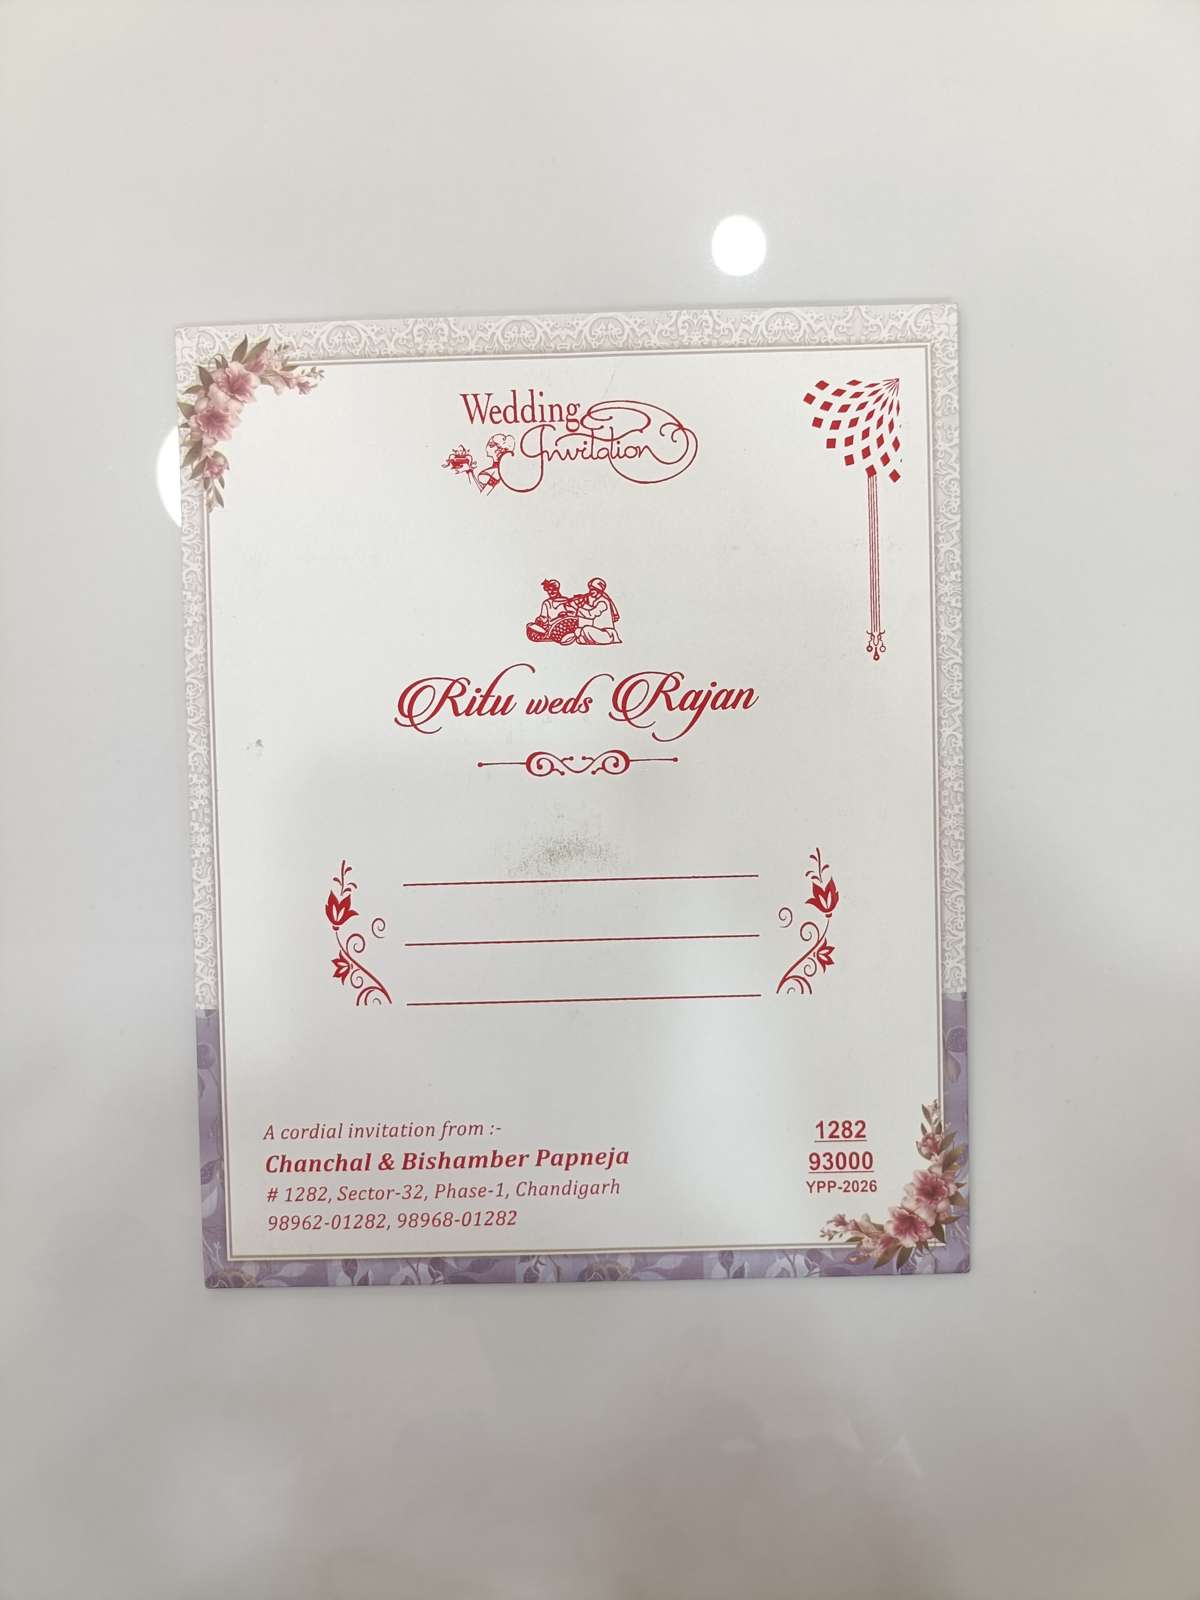 Wedding
Invitation
Ritu weds Rajan
A cordial invitation from :-
Chanchal & Bishamber Papneja
# 1282, Sector-32, Phase-1, Chandigarh
98962-01282, 98968-01282
1282
93000
YPP-2026